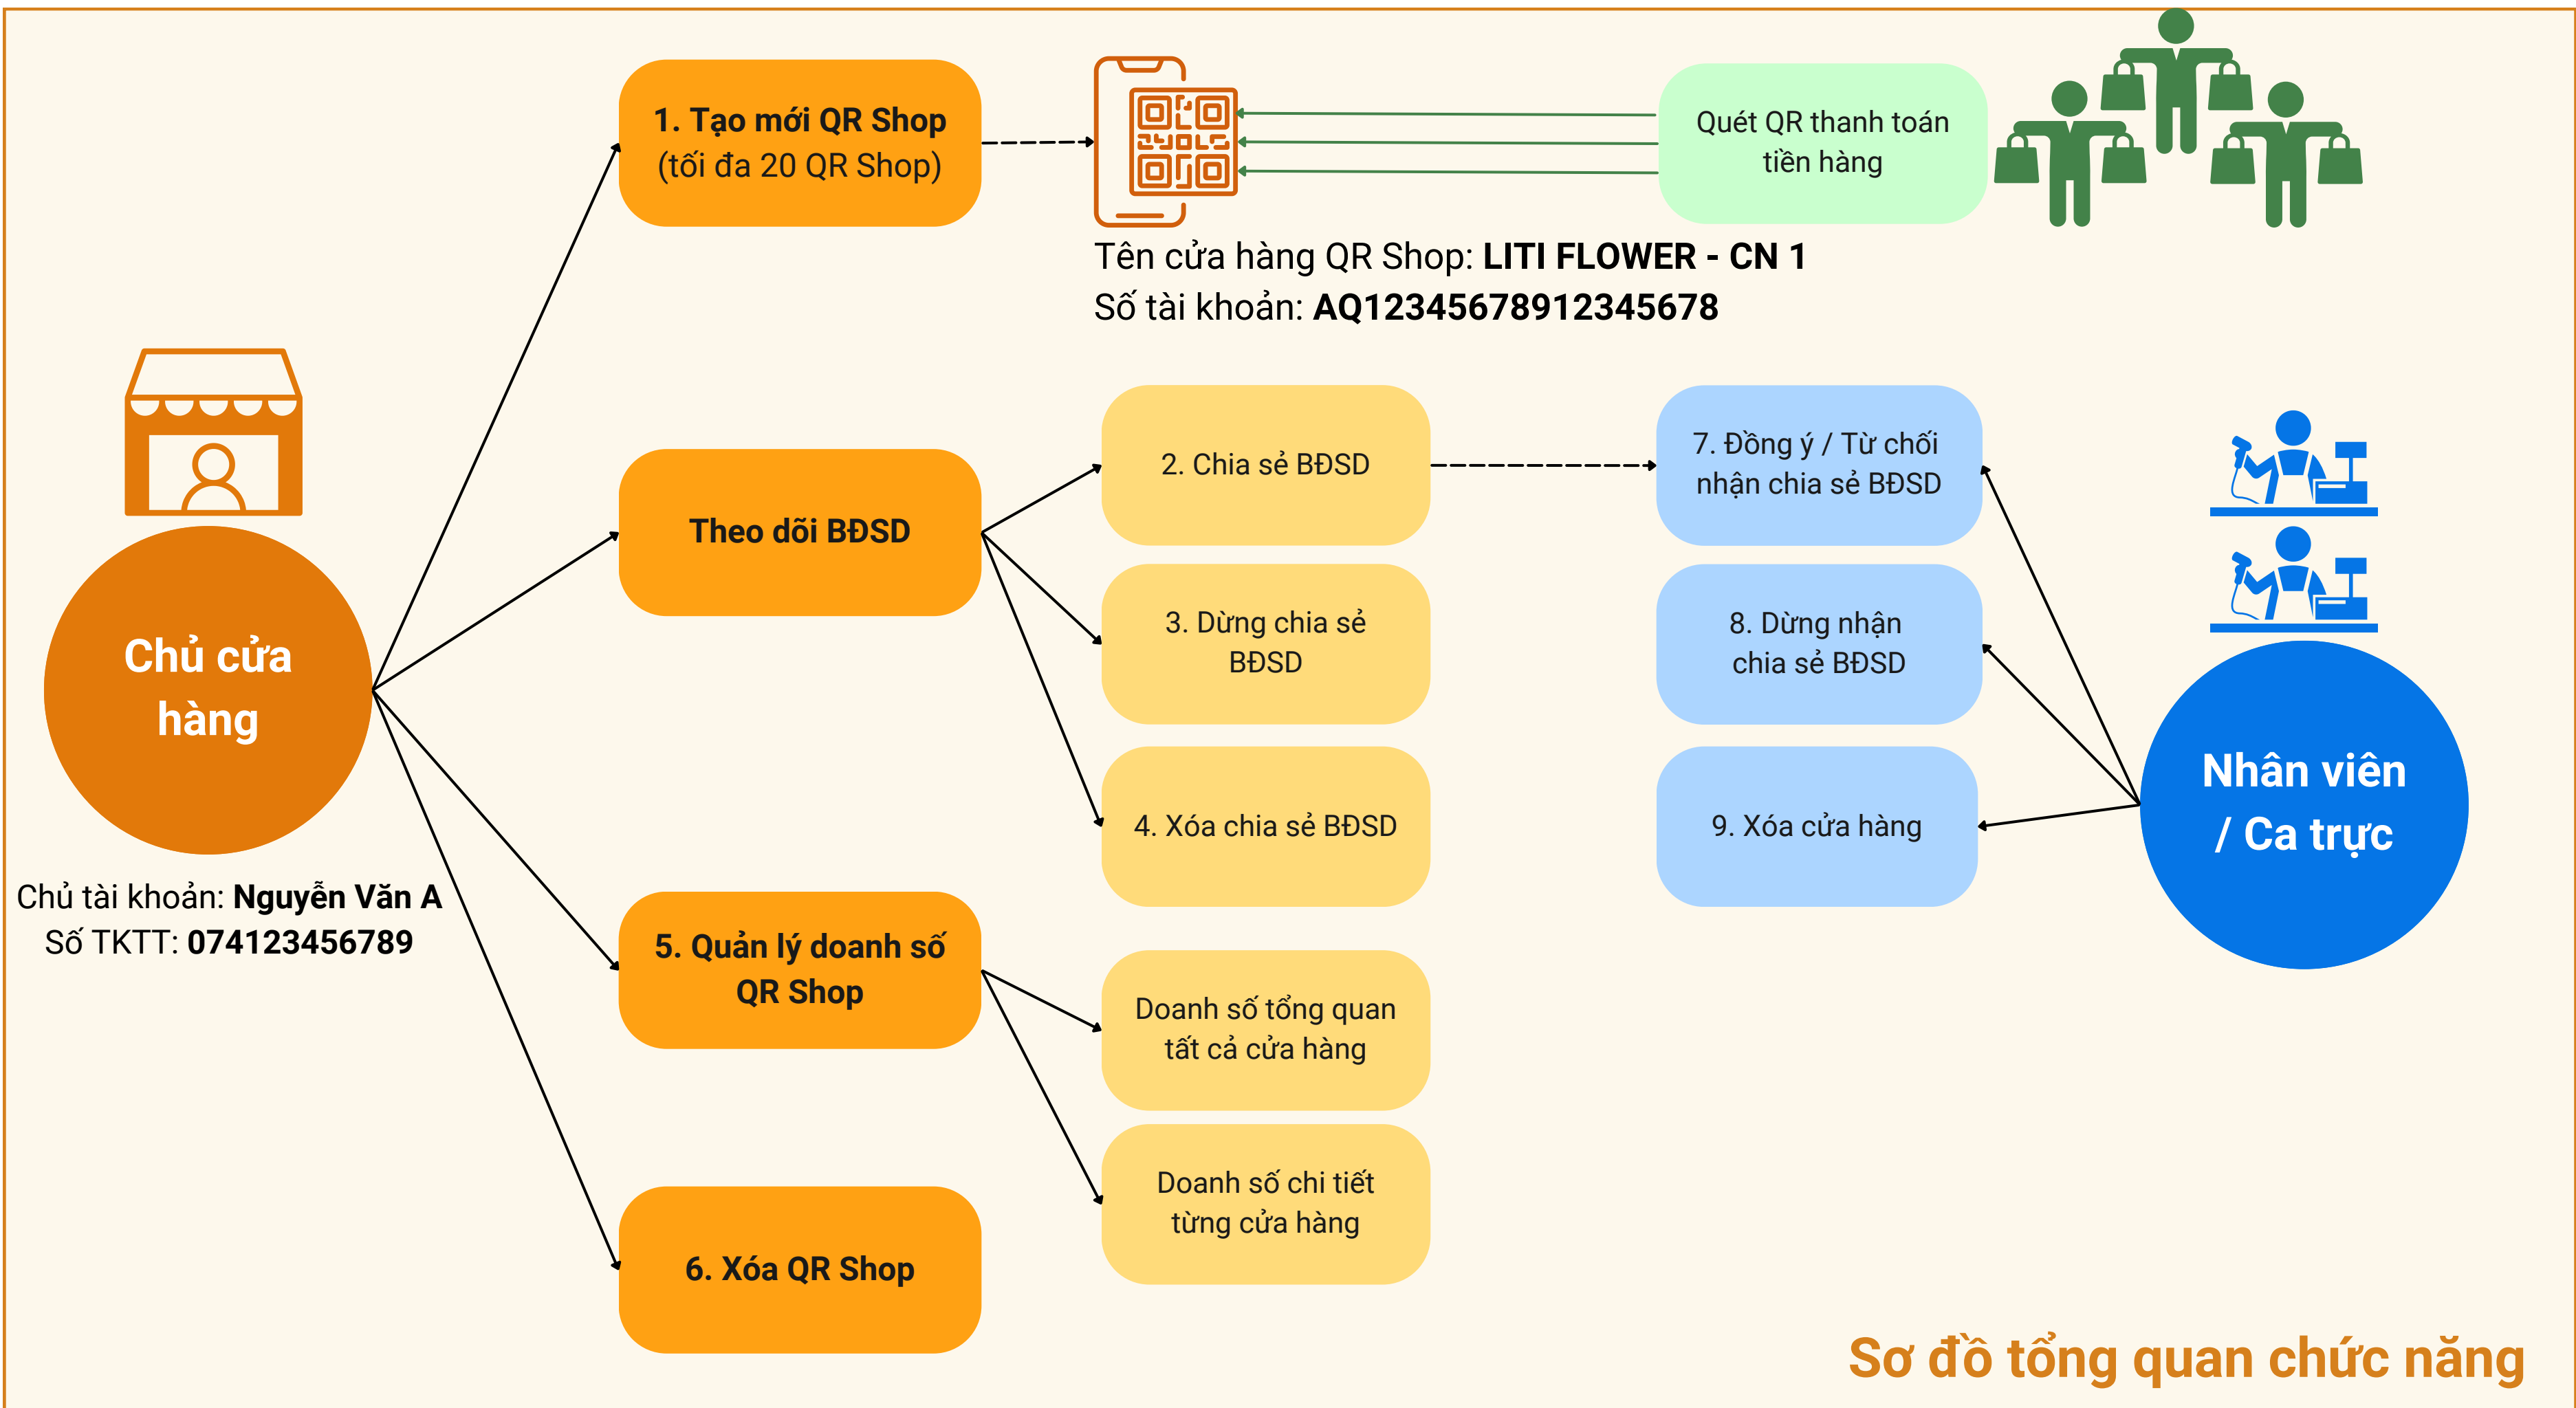 1. Tạo mới QR Shop
(tối đa 20 QR Shop)
Quét QR thanh toán
tiền hàng
Tên cửa hàng QR Shop: LITI FLOWER - CN 1
Số tài khoản: AQ12345678912345678
Chủ cửa
hàng
Chủ tài khoản: Nguyễn Văn A
Số TKTT: 074123456789
Theo dõi BĐSD
2. Chia sẻ BĐSD
3. Dừng chia sẻ
BĐSD
4. Xóa chia sẻ BĐSD
7. Đồng ý / Từ chối
nhận chia sẻ BĐSD
8. Dừng nhận
chia sẻ BĐSD
9. Xóa cửa hàng
Nhân viên
/ Ca trực
5. Quản lý doanh số
QR Shop
Doanh số tổng quan
tất cả cửa hàng
Doanh số chi tiết
từng cửa hàng
6. Xóa QR Shop
Sơ đồ tổng quan chức năng